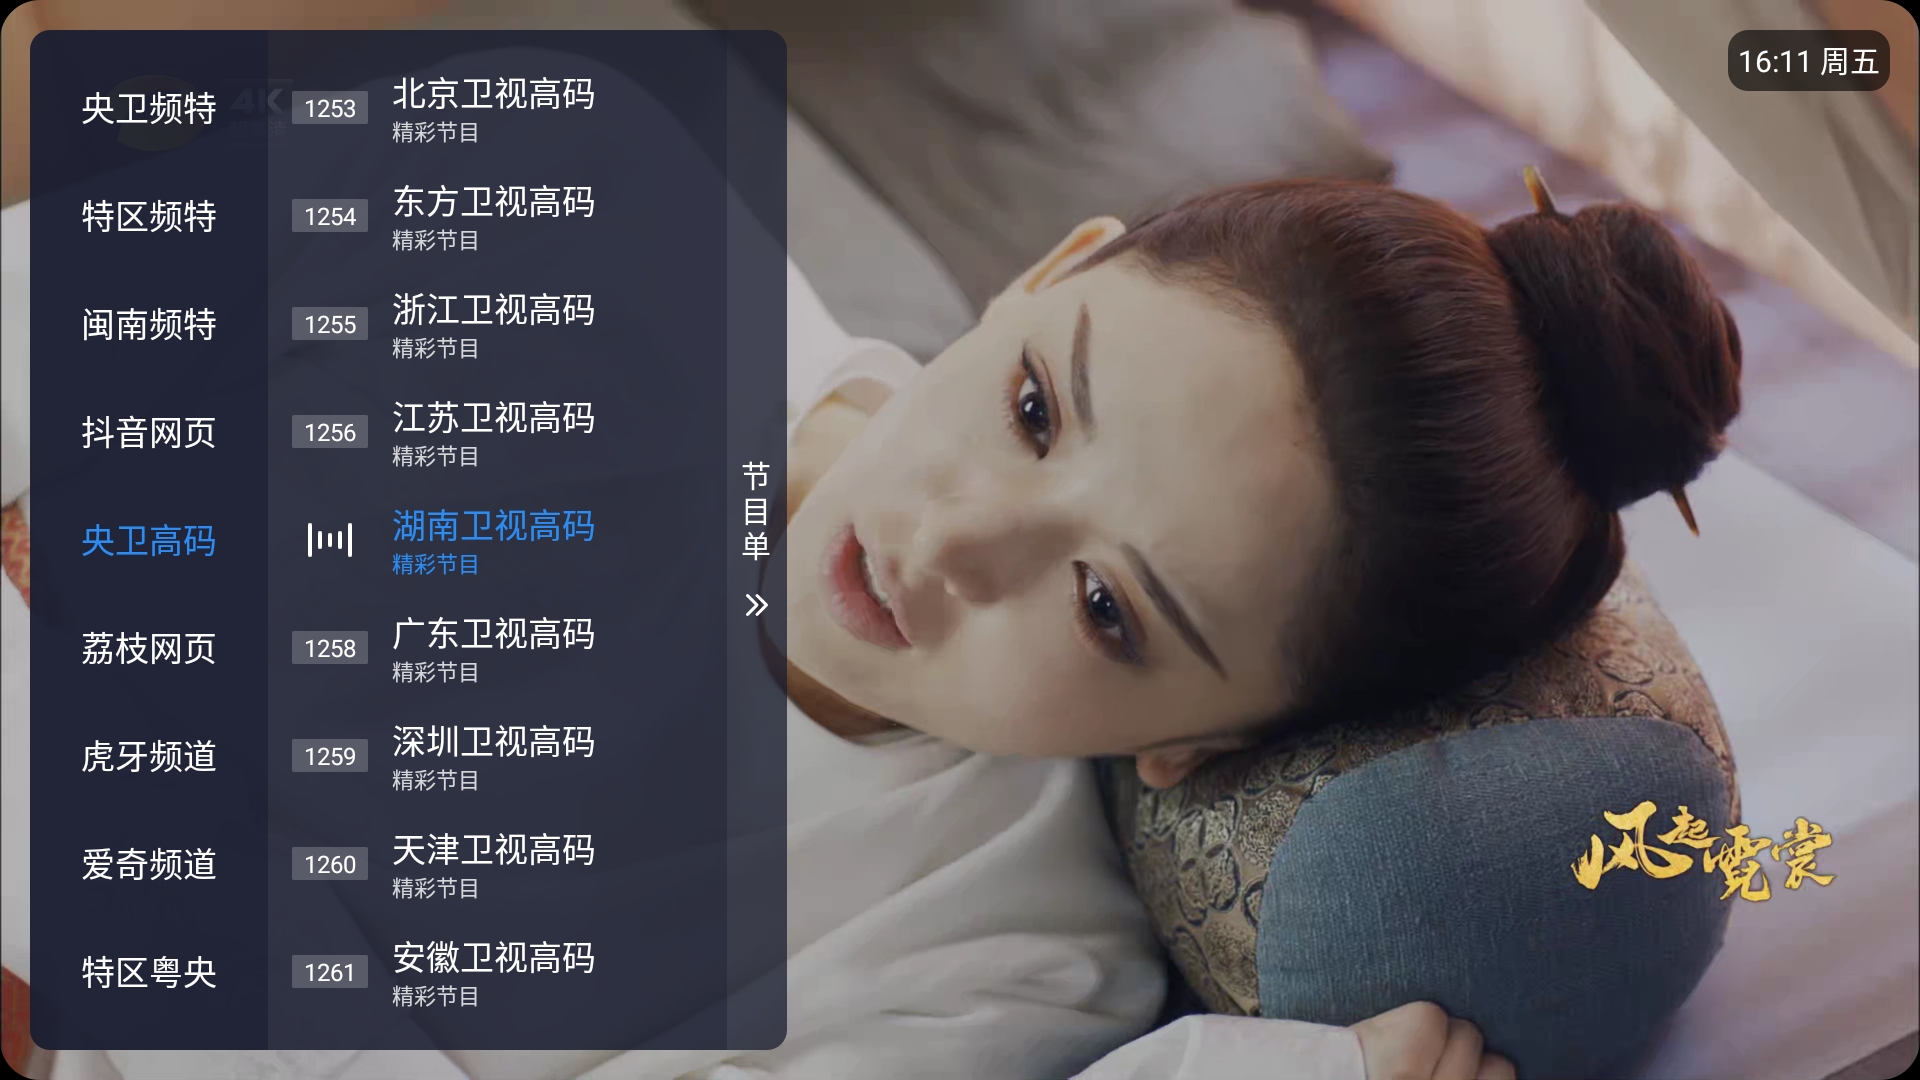 16:11 周五
央卫频特
特区频特
闽南频特
抖音网页
央卫高码
荔枝网页
虎牙频道
爱奇频道
特区粤央
4K
1253 北京卫视高码
精彩节目
1254 东方卫视高码
精彩节目
1255 浙江卫视高码
精彩节目
1256 江苏卫视高码
精彩节目
湖南卫视高码
精彩节目
1258 广东卫视高码
精彩节目
1259 深圳卫视高码
精彩节目
1260 天津卫视高码
精彩节目
1261 安徽卫视高码
精彩节目
节目单
风起霓裳